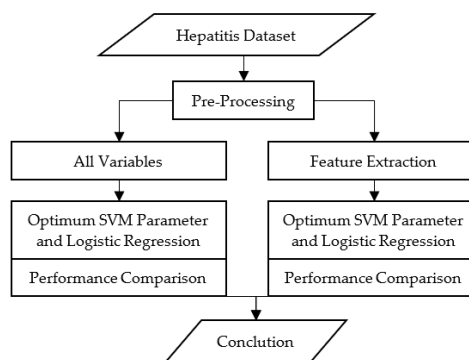 Hepatitis Dataset
Pre-Processing
All Variables
Feature Extraction
Optimum SVM Parameter
and Logistic Regression
Performance Comparison
Optimum SVM Parameter
and Logistic Regression
Performance Comparison
Conclution